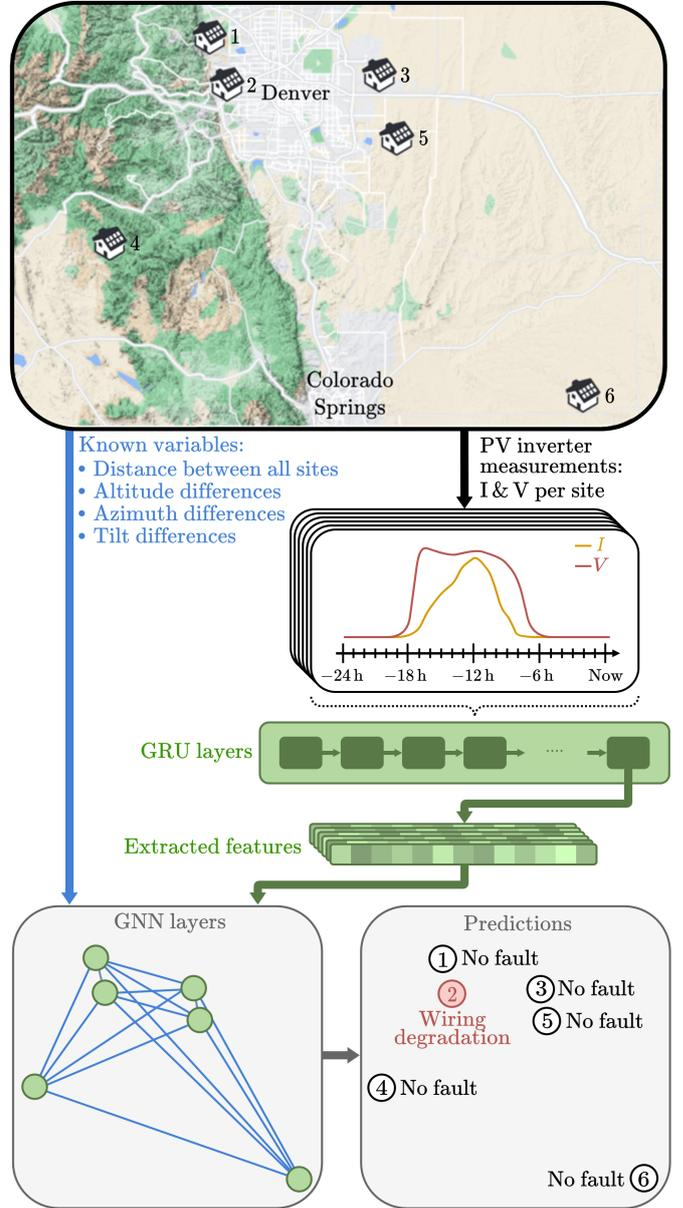 1
2 Denver
3
5
4
Colorado
Springs
6
Known variables:
• Distance between all sites
• Altitude differences
• Azimuth differences
• Tilt differences
PV inverter
measurements:
I & V per site
I
V
−24 h −18 h −12 h −6 h Now
GRU layers
....
Extracted features
GNN layers
Predictions
1 No fault
2
Wiring
degradation
3 No fault
5 No fault
4 No fault
No fault 6